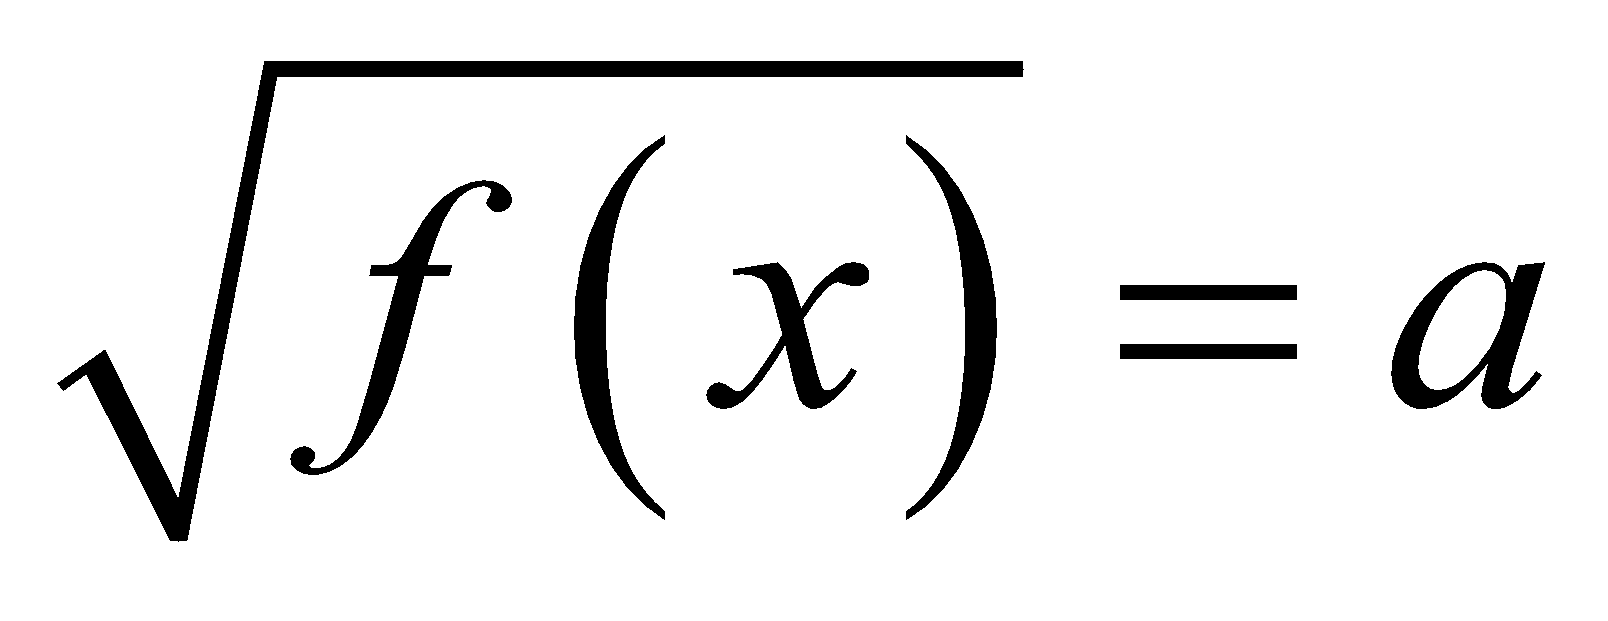 √f(x) = a